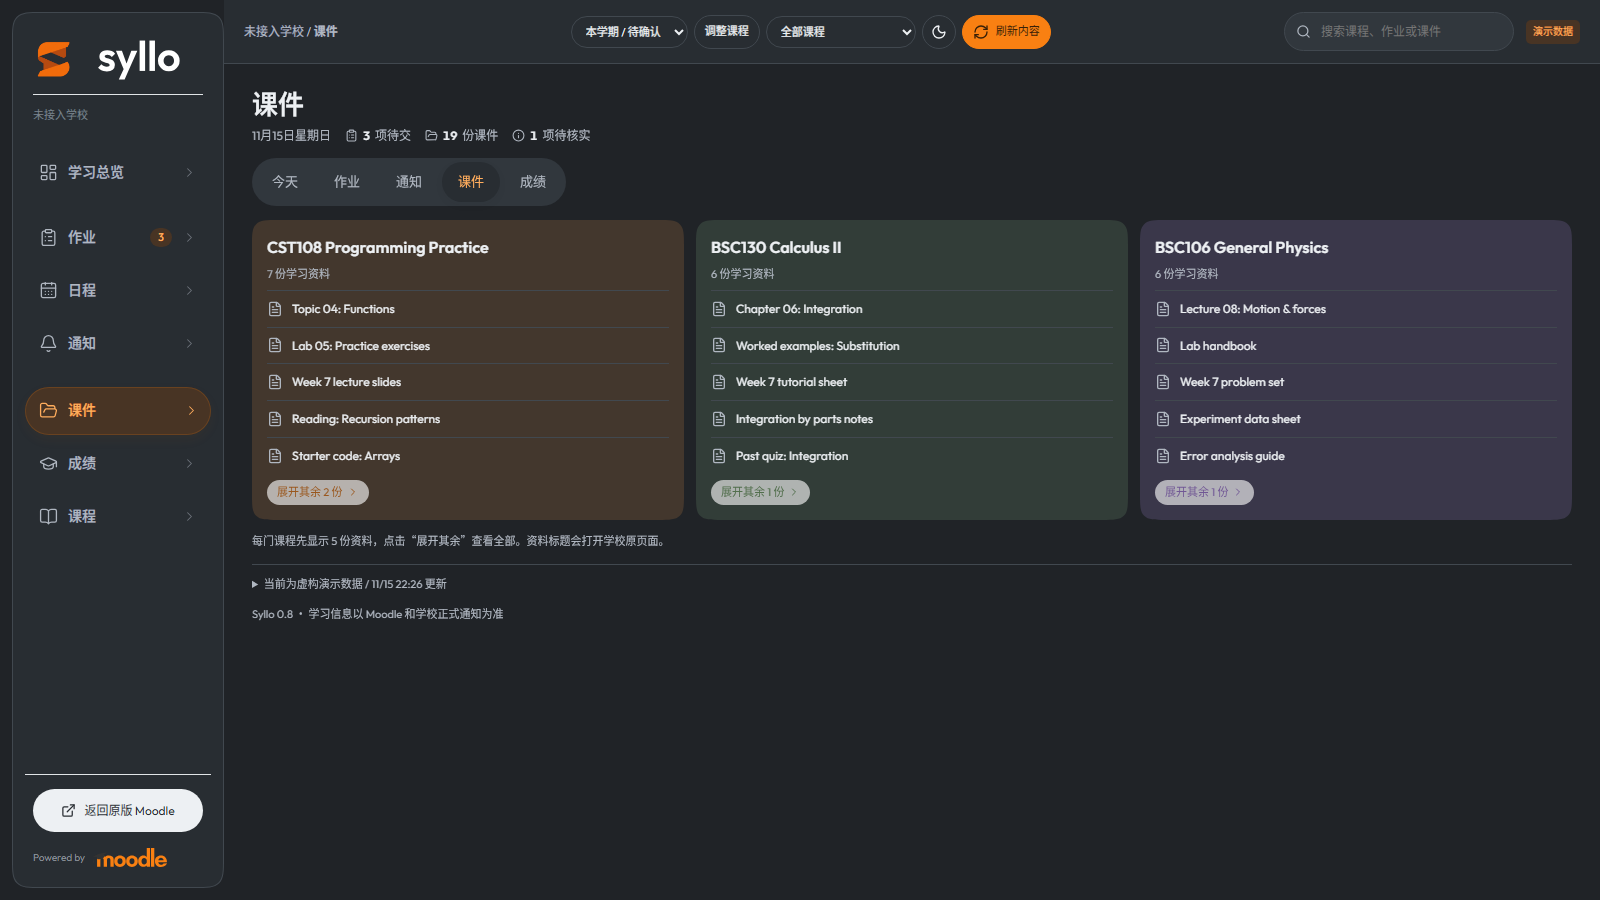 syllo
未接入学校
学习总览
作业 3
日程
通知
课件
成绩
课程
返回原版 Moodle
Powered by moodle
未接入学校 / 课件
本学期 / 待确认
调整课程
全部课程
刷新内容
搜索课程、作业或课件
演示数据
课件
11月15日星期日 3 项待交 19 份课件 1 项待核实
今天 作业 通知 课件 成绩
CST108 Programming Practice
7 份学习资料
Topic 04: Functions
Lab 05: Practice exercises
Week 7 lecture slides
Reading: Recursion patterns
Starter code: Arrays
展开其余 2 份
BSC130 Calculus II
6 份学习资料
Chapter 06: Integration
Worked examples: Substitution
Week 7 tutorial sheet
Integration by parts notes
Past quiz: Integration
展开其余 1 份
BSC106 General Physics
6 份学习资料
Lecture 08: Motion & forces
Lab handbook
Week 7 problem set
Experiment data sheet
Error analysis guide
展开其余 1 份
每门课程先显示 5 份资料，点击“展开其余”查看全部。资料标题会打开学校原页面。
当前为虚构演示数据 / 11/15 22:26 更新
Syllo 0.8 • 学习信息以 Moodle 和学校正式通知为准